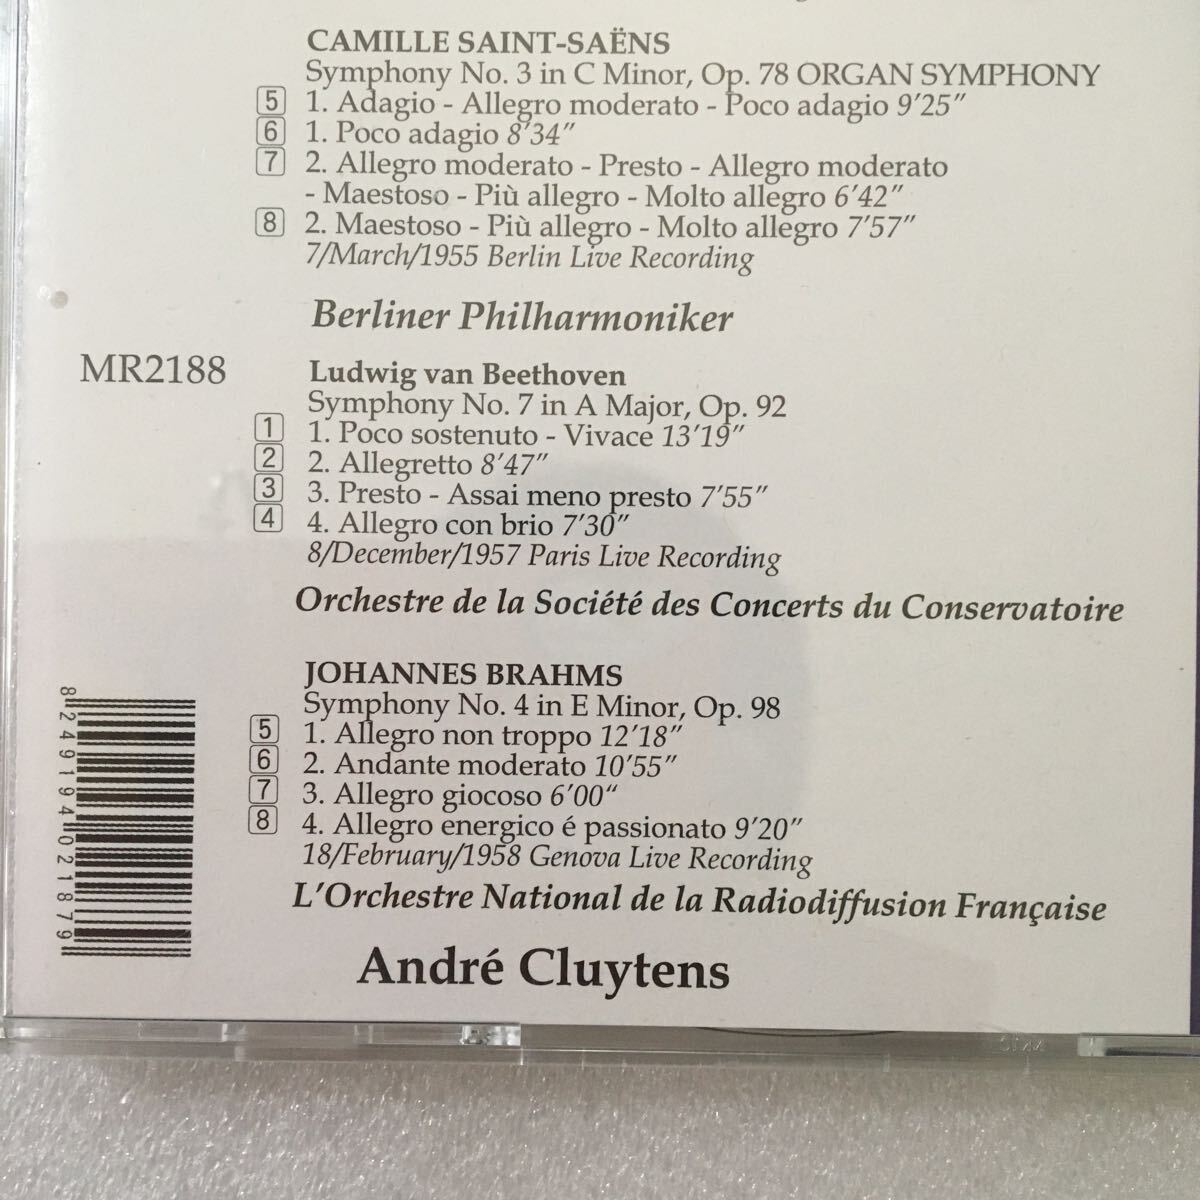 CAMILLE SAINT-SAËNS
Symphony No. 3 in C Minor, Op. 78 ORGAN SYMPHONY
5 1. Adagio - Allegro moderato - Poco adagio 9'25"
6 1. Poco adagio 8'34"
7 2. Allegro moderato - Presto - Allegro moderato
- Maestoso - Più allegro - Molto allegro 6'42"
8 2. Maestoso - Più allegro - Molto allegro 7'57"
7/March/1955 Berlin Live Recording
Berliner Philharmoniker
MR2188
Ludwig van Beethoven
Symphony No. 7 in A Major, Op. 92
1 1. Poco sostenuto - Vivace 13'19"
2 2. Allegretto 8'47"
3 3. Presto - Assai meno presto 7'55"
4 4. Allegro con brio 7'30"
8/December/1957 Paris Live Recording
Orchestre de la Société des Concerts du Conservatoire
JOHANNES BRAHMS
Symphony No. 4 in E Minor, Op. 98
5 1. Allegro non troppo 12'18"
6 2. Andante moderato 10'55"
7 3. Allegro giocoso 6'00"
8 4. Allegro energico é passionato 9'20"
18/February/1958 Genova Live Recording
L'Orchestre National de la Radiodiffusion Française
André Cluytens
8 24919402187 9